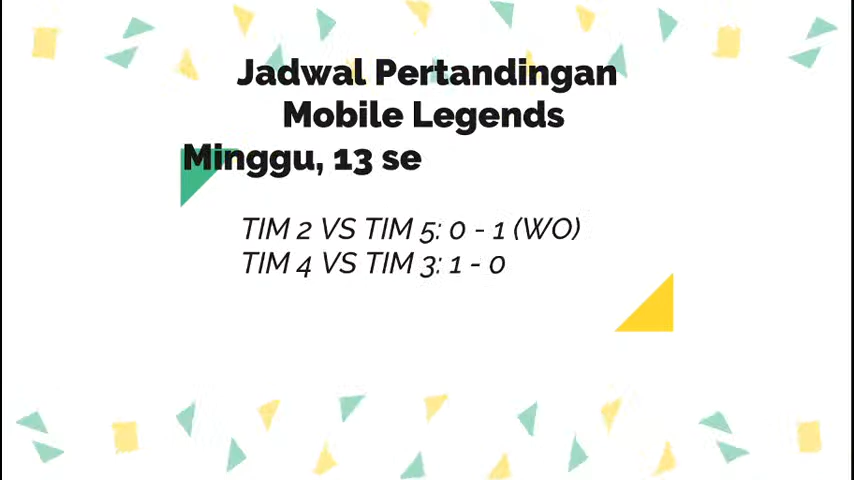 Jadwal Pertandingan
Mobile Legends
Minggu, 13 se
TIM 2 VS TIM 5: 0 - 1 (WO)
TIM 4 VS TIM 3: 1 - 0